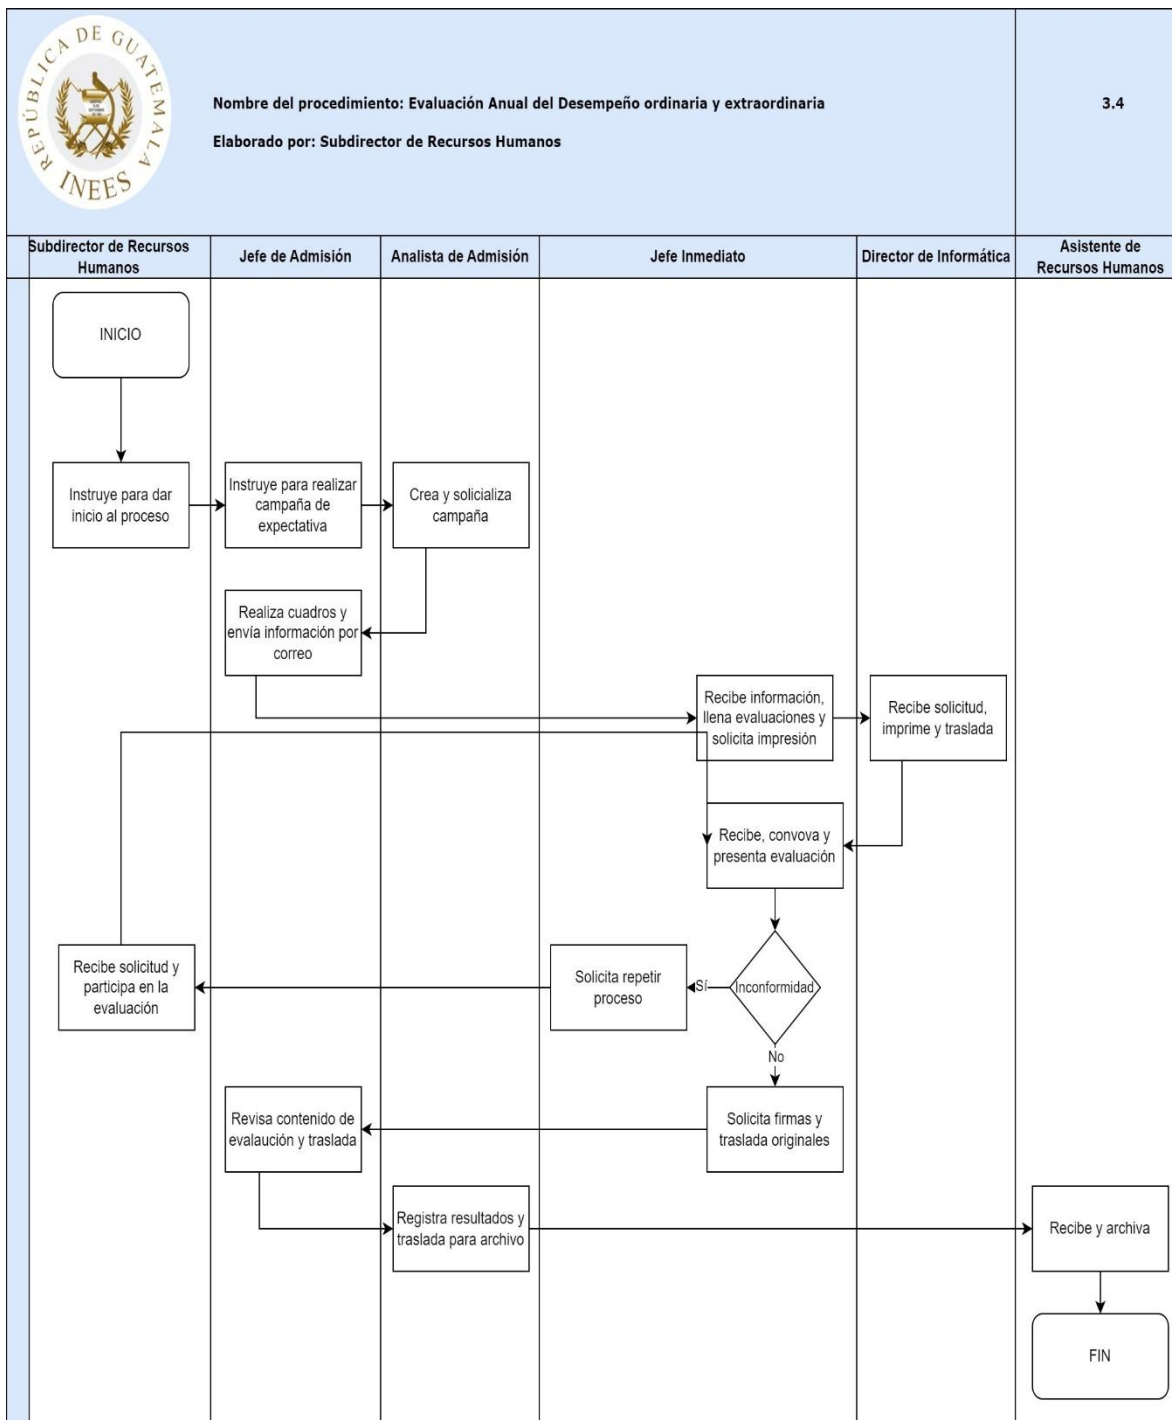 REPÚBLICA DE GUATEMALA
INEES
Nombre del procedimiento: Evaluación Anual del Desempeño ordinaria y extraordinaria
Elaborado por: Subdirector de Recursos Humanos
3.4
Subdirector de Recursos
Humanos
Jefe de Admisión
Analista de Admisión
Jefe Inmediato
Director de Informática
Asistente de
Recursos Humanos
INICIO
Instruye para dar
inicio al proceso
Instruye para realizar
campaña de
expectativa
Crea y solicializa
campaña
Realiza cuadros y
envía información por
correo
Recibe información,
llena evaluaciones y
solicita impresión
Recibe solicitud,
imprime y traslada
Recibe, convova y
presenta evaluación
Inconformidad
Sí
Solicita repetir
proceso
Recibe solicitud y
participa en la
evaluación
No
Solicita firmas y
traslada originales
Revisa contenido de
evalaución y traslada
Registra resultados y
traslada para archivo
Recibe y archiva
FIN